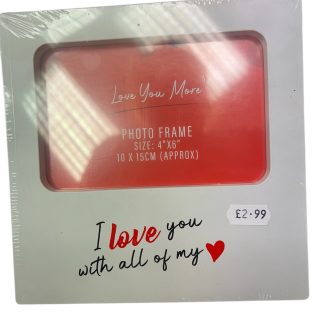 Love You More
PHOTO FRAME
SIZE: 4"X6"
10 X 15CM (APPROX)
£2.99
I love you
with all of my